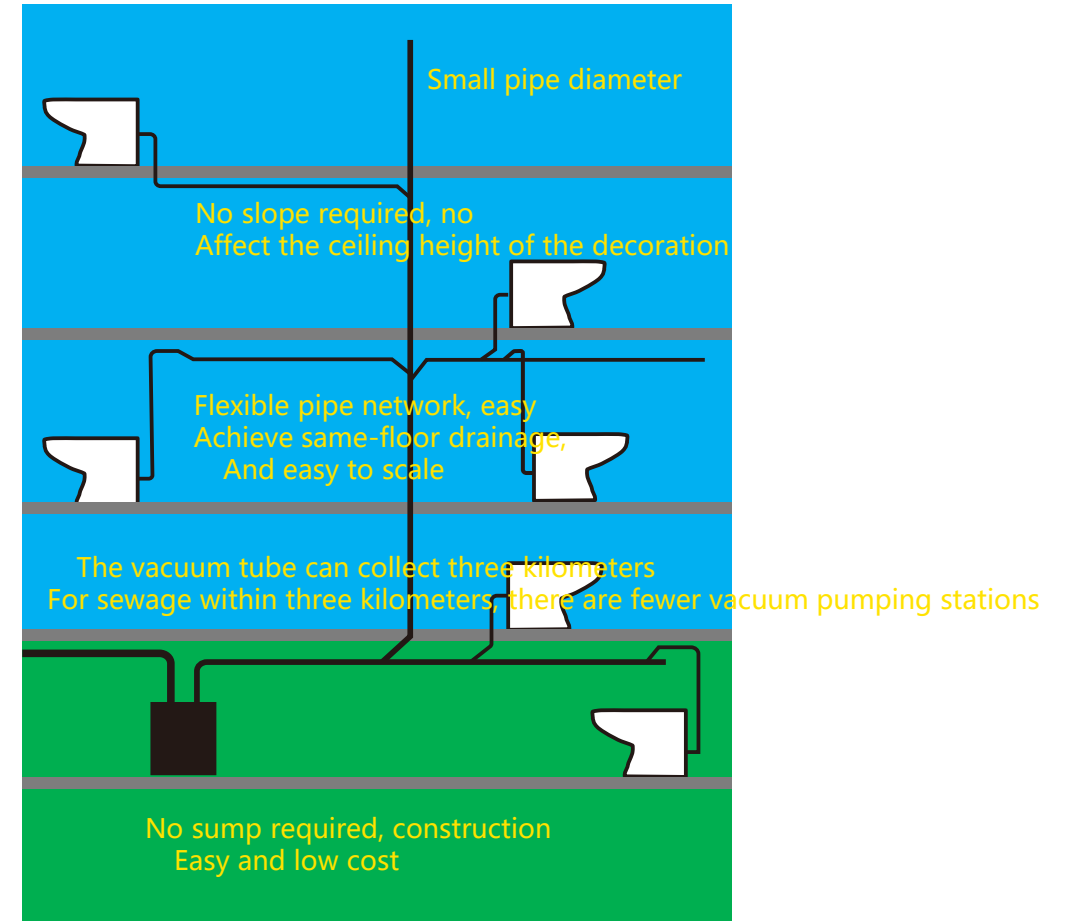 Small pipe diameter
No slope required, no
Affect the ceiling height of the decoration
Flexible pipe network, easy
Achieve same-floor drainage,
And easy to scale
The vacuum tube can collect three kilometers
For sewage within three kilometers, there are fewer vacuum pumping stations
No sump required, construction
Easy and low cost